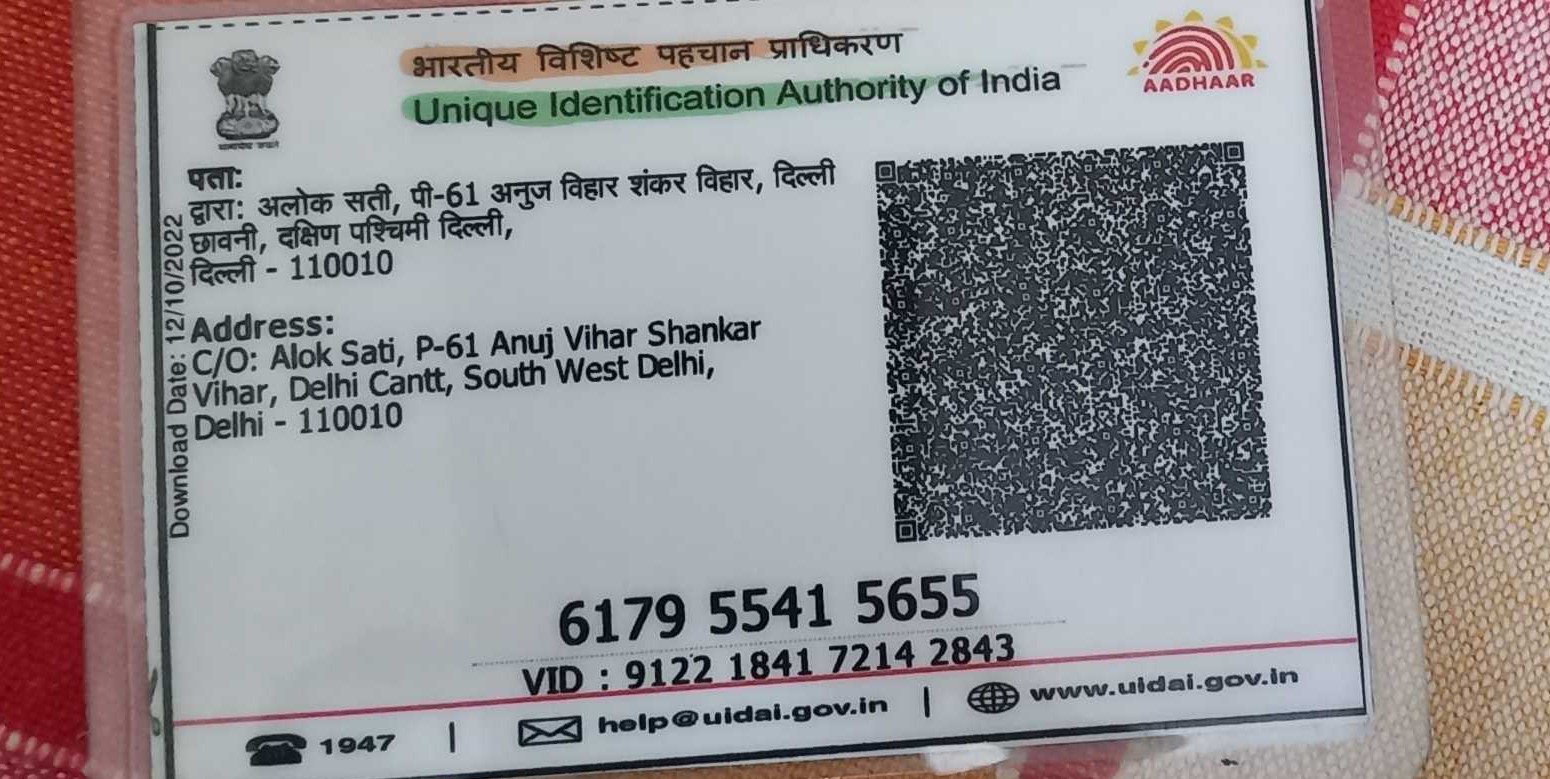 भारतीय विशिष्ट पहचान प्राधिकरण
Unique Identification Authority of India
AADHAAR
पता:
द्वारा: अलोक सती, पी-61 अनुज विहार शंकर विहार, दिल्ली
छावनी, दक्षिण पश्चिमी दिल्ली,
दिल्ली - 110010
Address:
C/O: Alok Sati, P-61 Anuj Vihar Shankar
Vihar, Delhi Cantt, South West Delhi,
Delhi - 110010
Download Date: 12/10/2022
6179 5541 5655
VID : 9122 1841 7214 2843
1947 | help@uidai.gov.in | www.uidai.gov.in